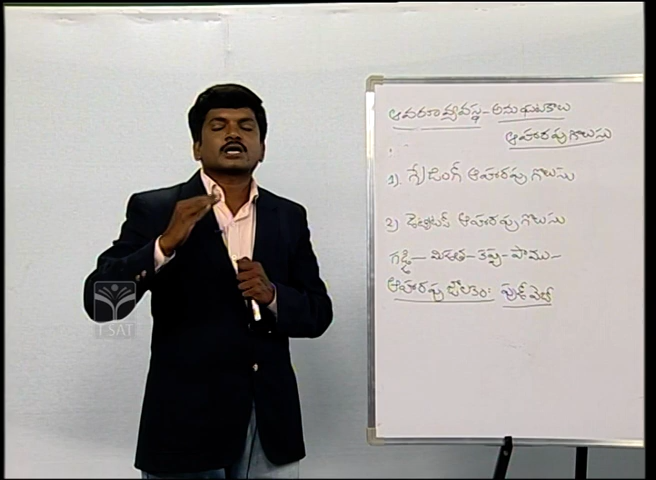 ఆవరణ వ్యవస్థ - అనుఘటకాలు
ఆహారపు గొలుసు
1). గ్రేజింగ్ ఆహారపు గొలుసు
2) డెట్రిటస్ ఆహారపు గొలుసు
గడ్డి - మిడత - కప్ప - పాము -
ఆహారపు జాలకం: ఫుడ్ వెబ్
T-SAT